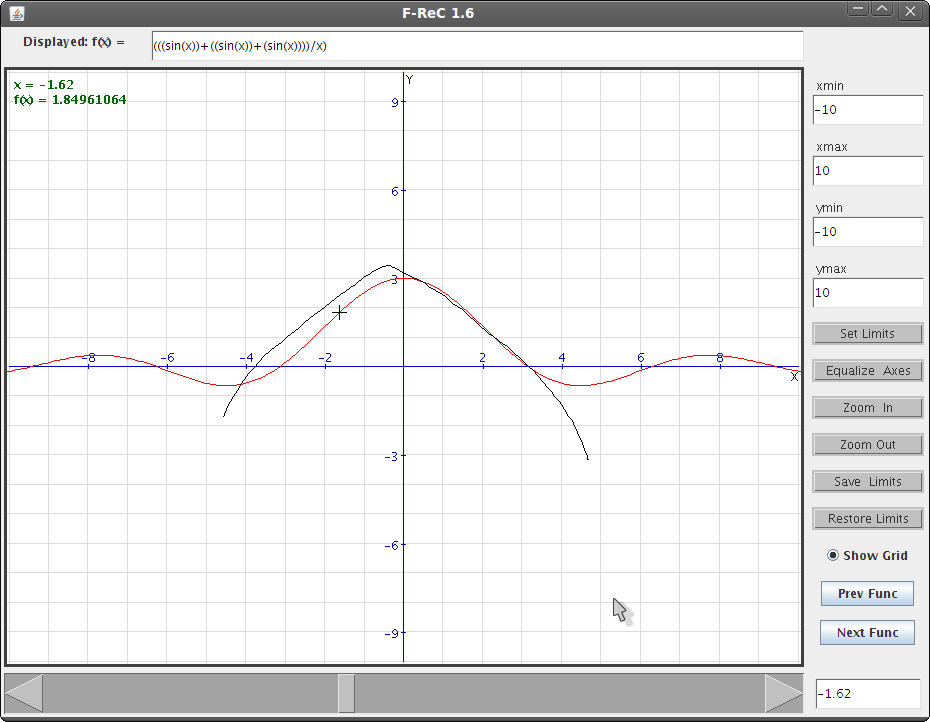 F-ReC 1.6
Displayed: f(x) =
(((sin(x))+((sin(x))+(sin(x))))/x)
x = -1.62
f(x) = 1.84961064
Y
9
6
3
-8
-6
-4
-2
2
4
6
8
X
-3
-6
-9
xmin
-10
xmax
10
ymin
-10
ymax
10
Set Limits
Equalize Axes
Zoom In
Zoom Out
Save Limits
Restore Limits
Show Grid
Prev Func
Next Func
-1.62